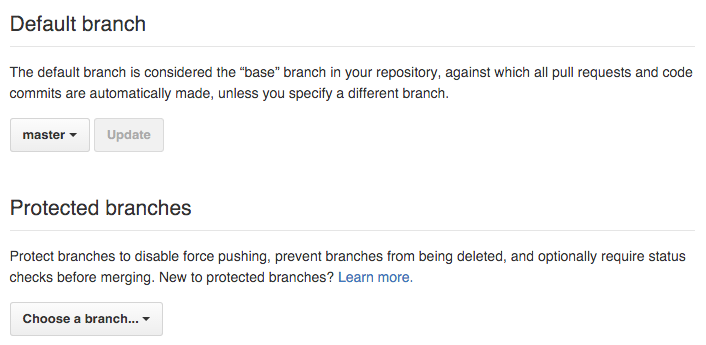 Default branch
The default branch is considered the “base” branch in your repository, against which all pull requests and code
commits are automatically made, unless you specify a different branch.
master Update
Protected branches
Protect branches to disable force pushing, prevent branches from being deleted, and optionally require status
checks before merging. New to protected branches? Learn more.
Choose a branch...